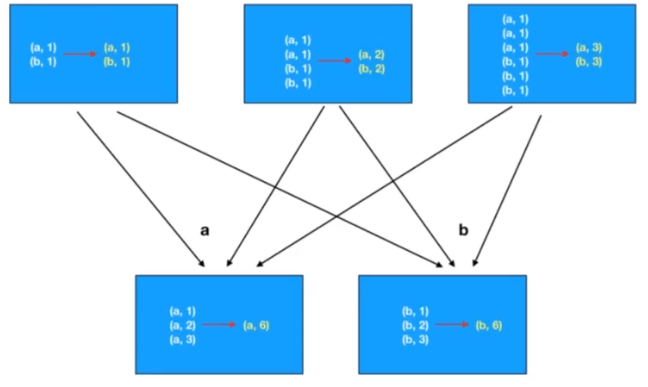 (a, 1) (a, 1)
(b, 1) (b, 1)
(a, 1)
(a, 1) (a, 2)
(b, 1) (b, 2)
(b, 1)
(a, 1)
(a, 1)
(a, 1) (a, 3)
(b, 1) (b, 3)
(b, 1)
(b, 1)
a
b
(a, 1)
(a, 2) (a, 6)
(a, 3)
(b, 1)
(b, 2) (b, 6)
(b, 3)